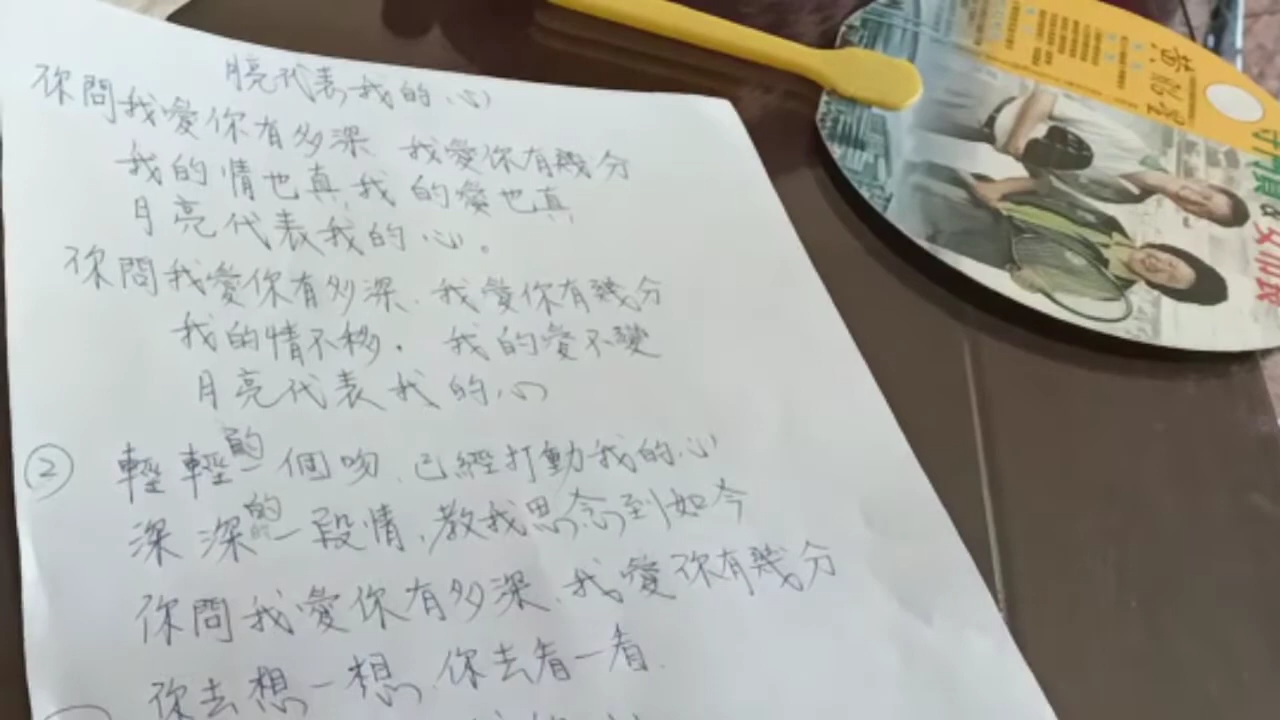 月亮代表我的心
你問我愛你有多深 我愛你有幾分
我的情也真 我的愛也真
月亮代表我的心。
你問我愛你有多深. 我愛你有幾分
我的情不移. 我的愛不變
月亮代表我的心
② 輕輕的一個吻. 已經打動我的心
深深的一段情, 教我思念到如今
你問我愛你有多深. 我愛你有幾分
你去想一想. 你去看一看.